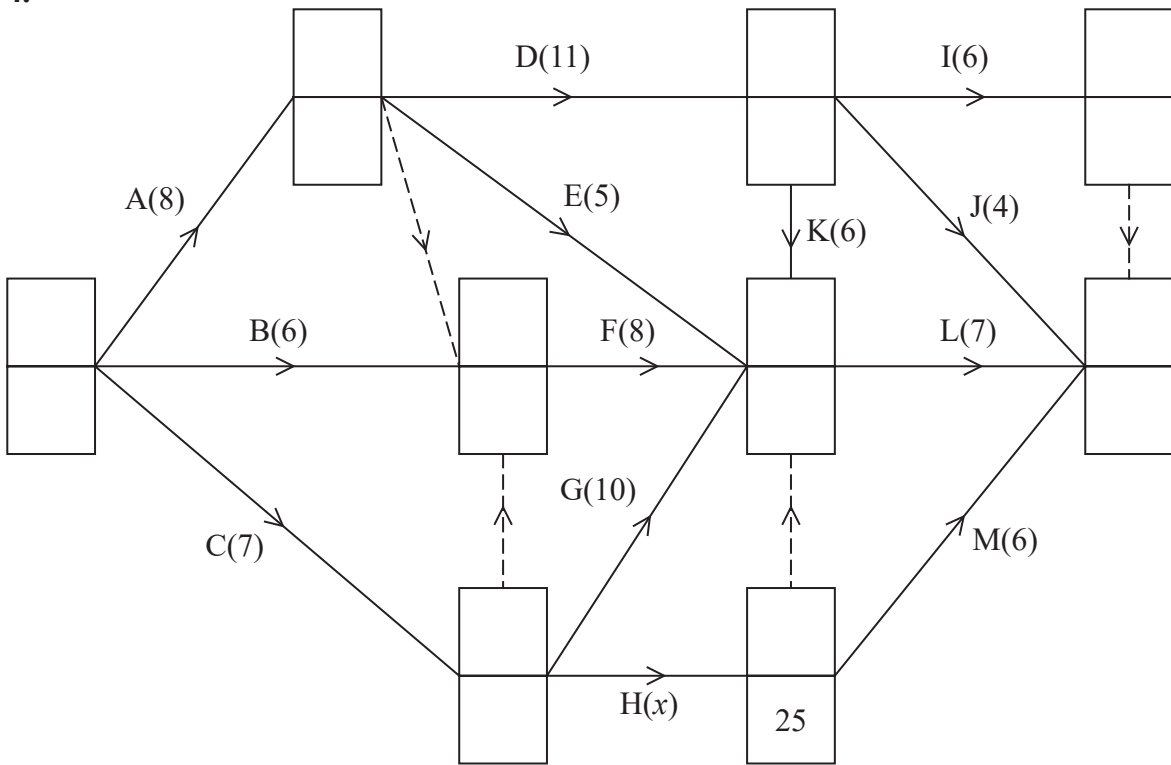 D(11)
I(6)
A(8)
E(5)
J(4)
K(6)
B(6)
F(8)
L(7)
G(10)
C(7)
M(6)
H(x)
25